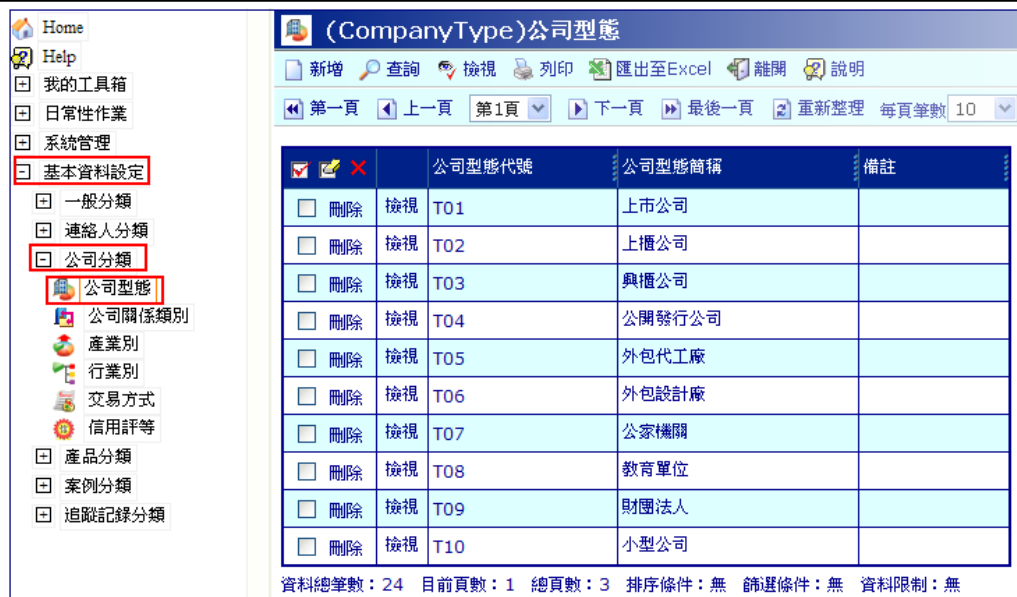 Home
Help
我的工具箱
日常性作業
系統管理
基本資料設定
一般分類
連絡人分類
公司分類
公司型態
公司關係類別
產業別
行業別
交易方式
信用評等
產品分類
案例分類
追蹤記錄分類
(CompanyType)公司型態
新增 查詢 檢視 列印 匯出至Excel 離開 說明
第一頁 上一頁 第1頁 下一頁 最後一頁 重新整理 每頁筆數 10
公司型態代號 公司型態簡稱 備註
刪除 檢視 T01 上市公司
刪除 檢視 T02 上櫃公司
刪除 檢視 T03 興櫃公司
刪除 檢視 T04 公開發行公司
刪除 檢視 T05 外包代工廠
刪除 檢視 T06 外包設計廠
刪除 檢視 T07 公家機關
刪除 檢視 T08 教育單位
刪除 檢視 T09 財團法人
刪除 檢視 T10 小型公司
資料總筆數：24 目前頁數：1 總頁數：3 排序條件：無 篩選條件：無 資料限制：無